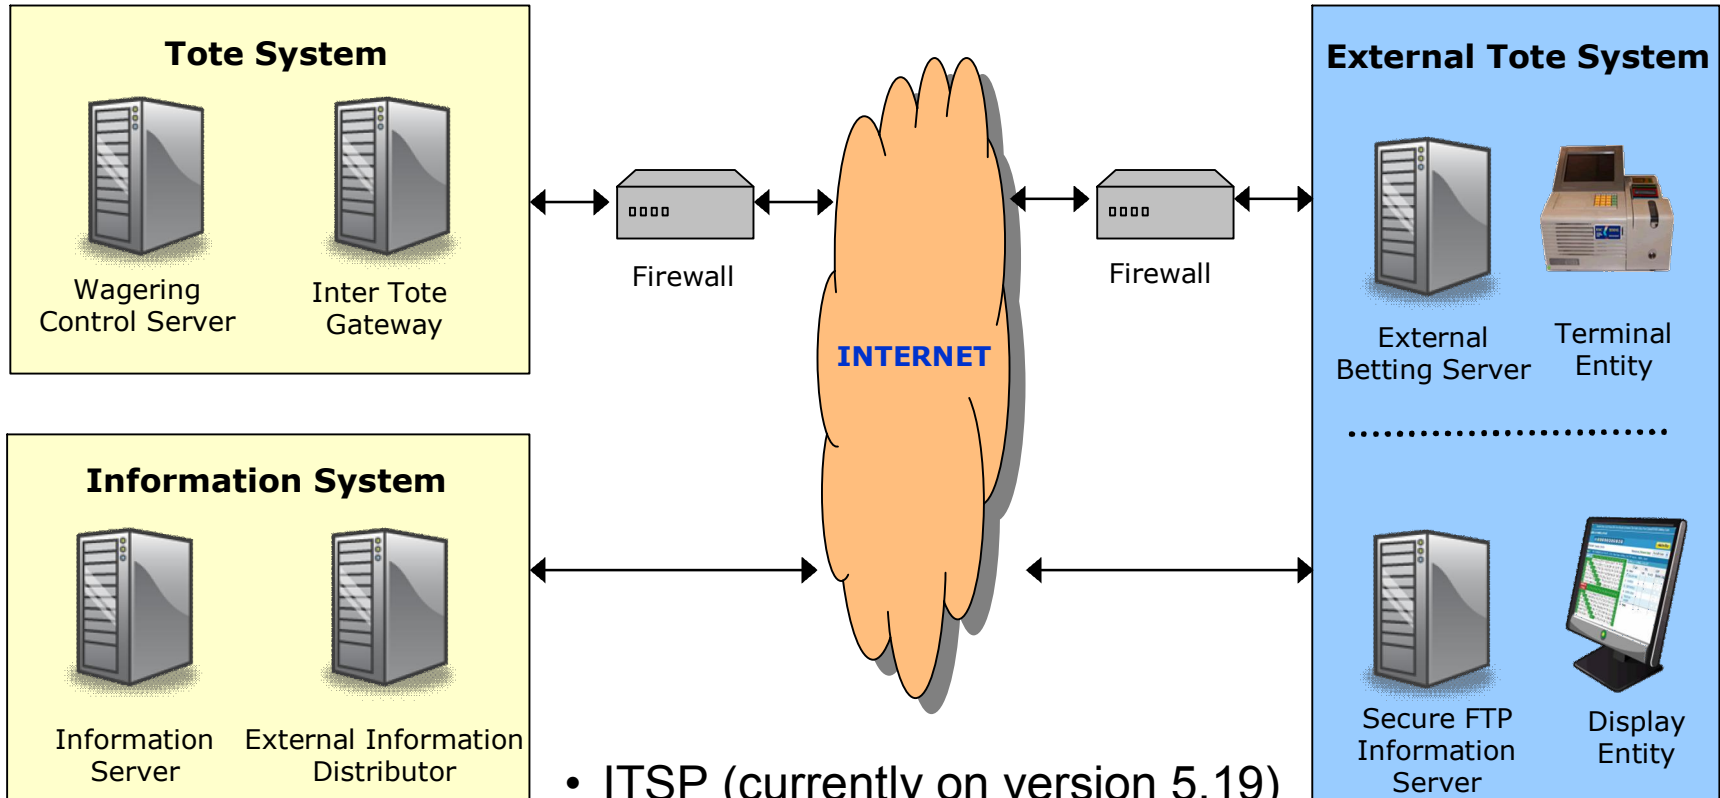 Tote System
Wagering
Control Server
Inter Tote
Gateway
Firewall
INTERNET
Firewall
External Tote System
External
Betting Server
Terminal
Entity
Information System
Information
Server
External Information
Distributor
Secure FTP
Information
Server
Display
Entity
• ITSP (currently on version 5.19)